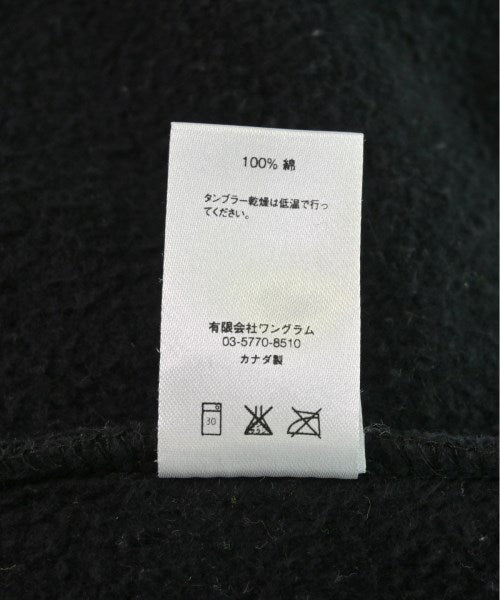 100% 綿
タンブラー乾燥は低温で行っ
てください。
有限会社ワングラム
03-5770-8510
カナダ製
30